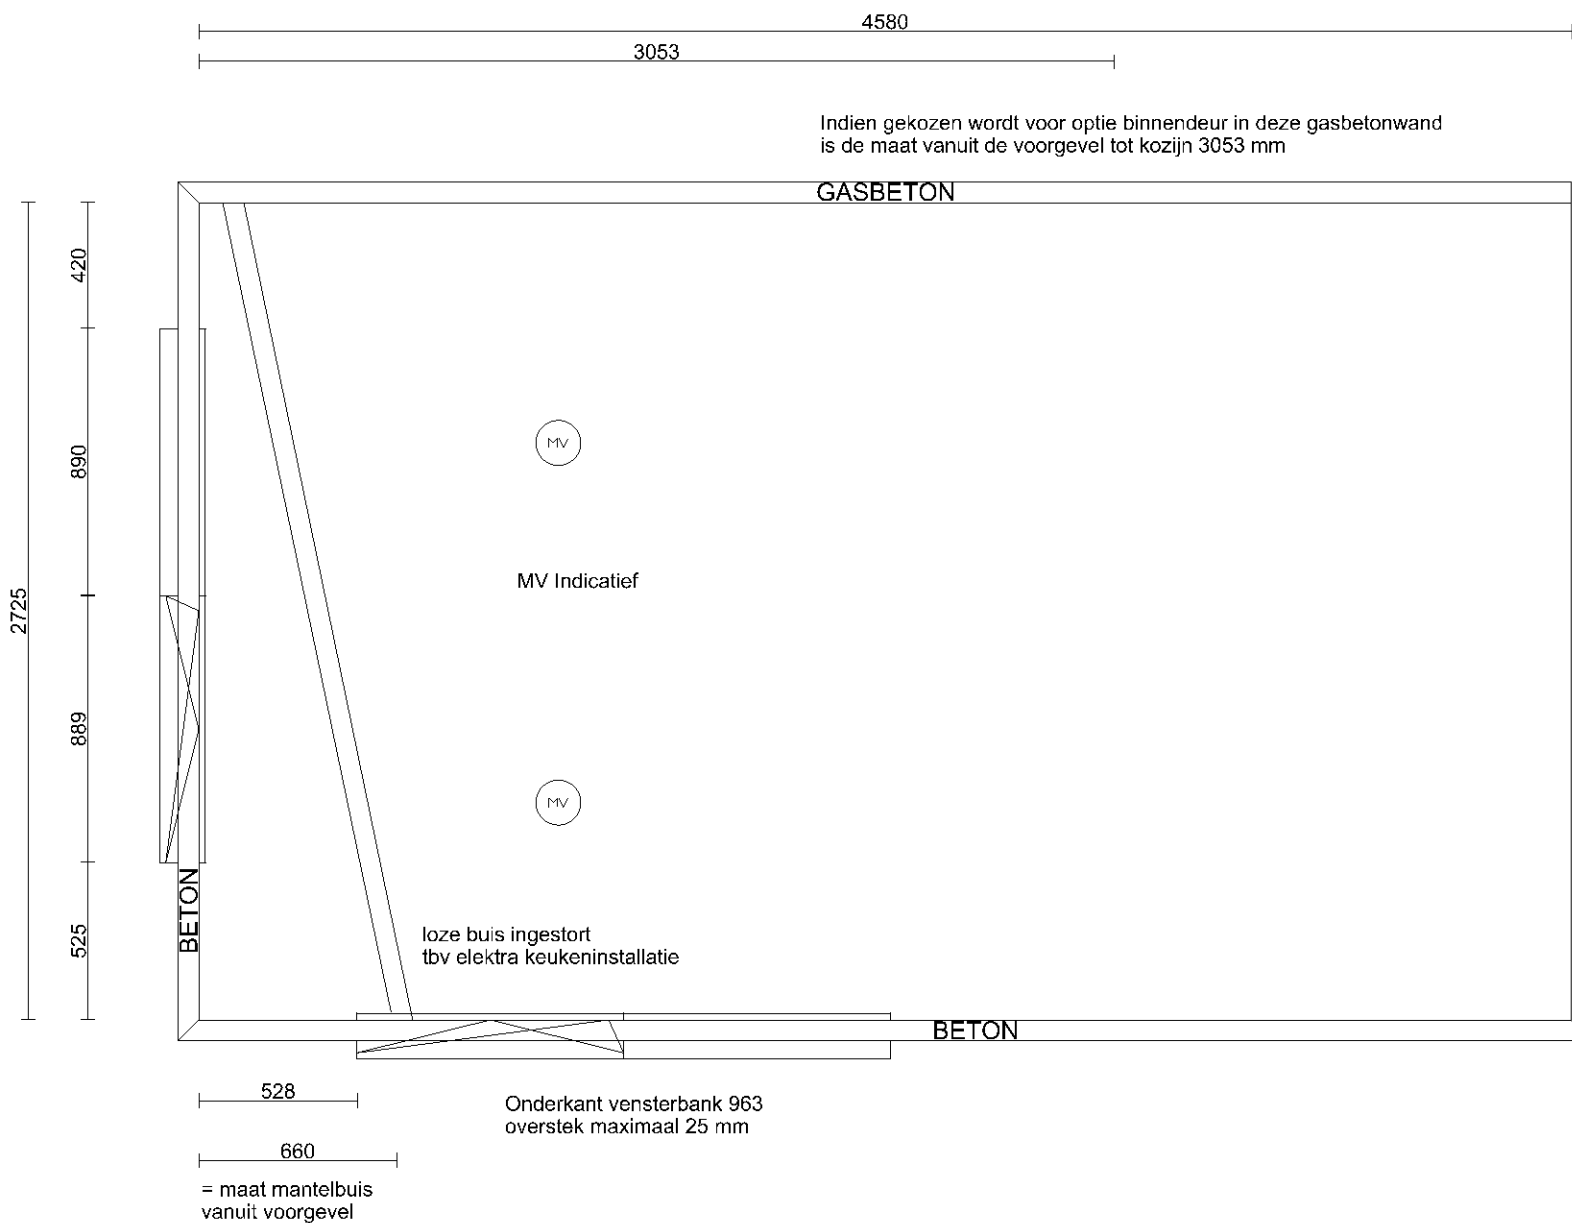 4580
3053
Indien gekozen wordt voor optie binnendeur in deze gasbetonwand
is de maat vanuit de voorgevel tot kozijn 3053 mm
GASBETON
420
890
MV
MV Indicatief
2725
889
MV
BETON
525
loze buis ingestort
tbv elektra keukeninstallatie
BETON
528
Onderkant vensterbank 963
overstek maximaal 25 mm
660
= maat mantelbuis
vanuit voorgevel